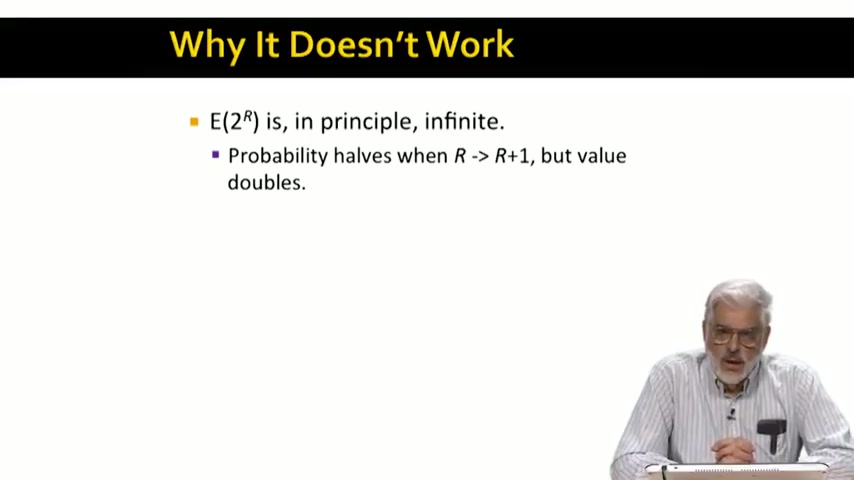 Why It Doesn't Work
E(2^R) is, in principle, infinite.
Probability halves when R -> R+1, but value
doubles.